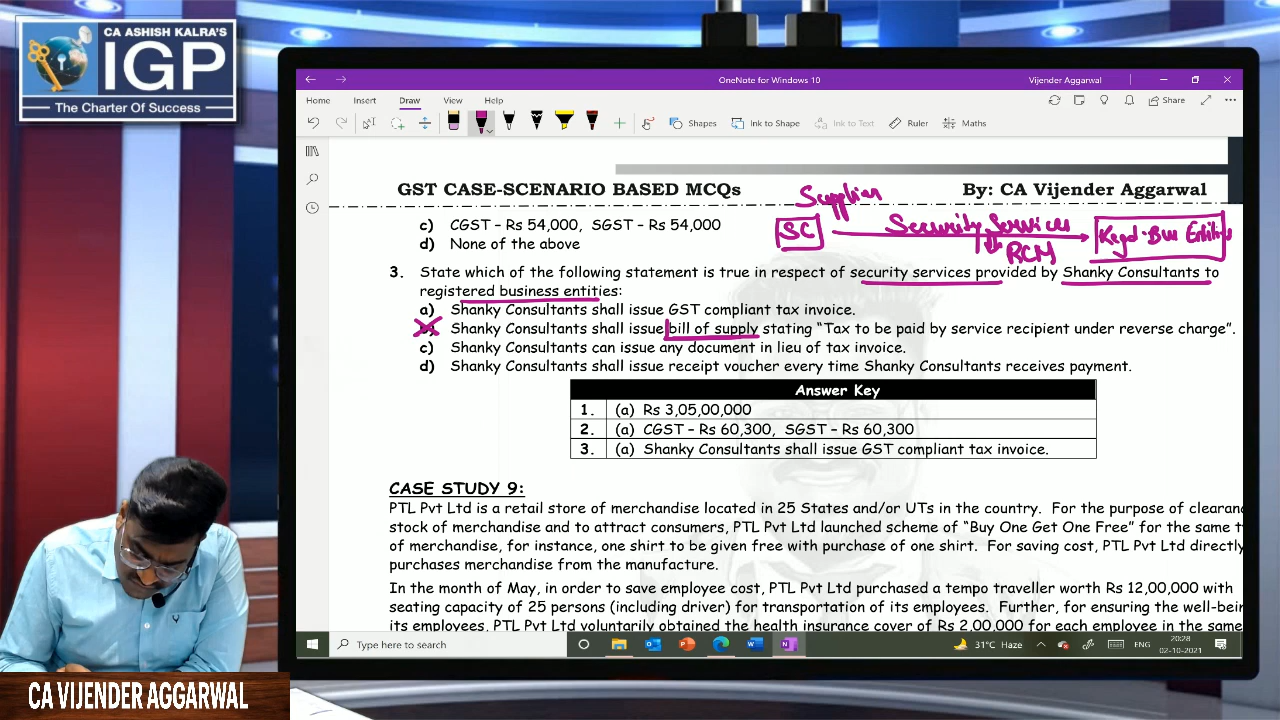 CA ASHISH KALRA'S
IGP
The Charter Of Success
OneNote for Windows 10
Vijender Aggarwal
Home Insert Draw View Help
Share
Shapes
Ink to Shape
Ink to Text
Ruler
Maths
GST CASE-SCENARIO BASED MCQs
By: CA Vijender Aggarwal
Supplier
SC
Security Services
RCM
Regd. Bus Entities
c) CGST – Rs 54,000, SGST – Rs 54,000
d) None of the above
3. State which of the following statement is true in respect of security services provided by Shanky Consultants to
registered business entities:
a) Shanky Consultants shall issue GST compliant tax invoice.
Shanky Consultants shall issue bill of supply stating “Tax to be paid by service recipient under reverse charge”.
c) Shanky Consultants can issue any document in lieu of tax invoice.
d) Shanky Consultants shall issue receipt voucher every time Shanky Consultants receives payment.
Answer Key
1. (a) Rs 3,05,00,000
2. (a) CGST – Rs 60,300, SGST – Rs 60,300
3. (a) Shanky Consultants shall issue GST compliant tax invoice.
CASE STUDY 9:
PTL Pvt Ltd is a retail store of merchandise located in 25 States and/or UTs in the country. For the purpose of
stock of merchandise and to attract consumers, PTL Pvt Ltd launched scheme of “Buy One Get One Free” for the same
of merchandise, for instance, one shirt to be given free with purchase of one shirt. For saving cost, PTL Pvt Ltd directly
purchases merchandise from the manufacture.
In the month of May, in order to save employee cost, PTL Pvt Ltd purchased a tempo traveller worth Rs 12,00,000 with
seating capacity of 25 persons (including driver) for transportation of its employees. Further, for ensuring the
its employees, PTL Pvt Ltd voluntarily obtained the health insurance cover of Rs 2,00,000 for each employee in the same
Type here to search
31°C Haze
ENG
20:28
02-10-2021
CA VIJENDER AGGARWAL